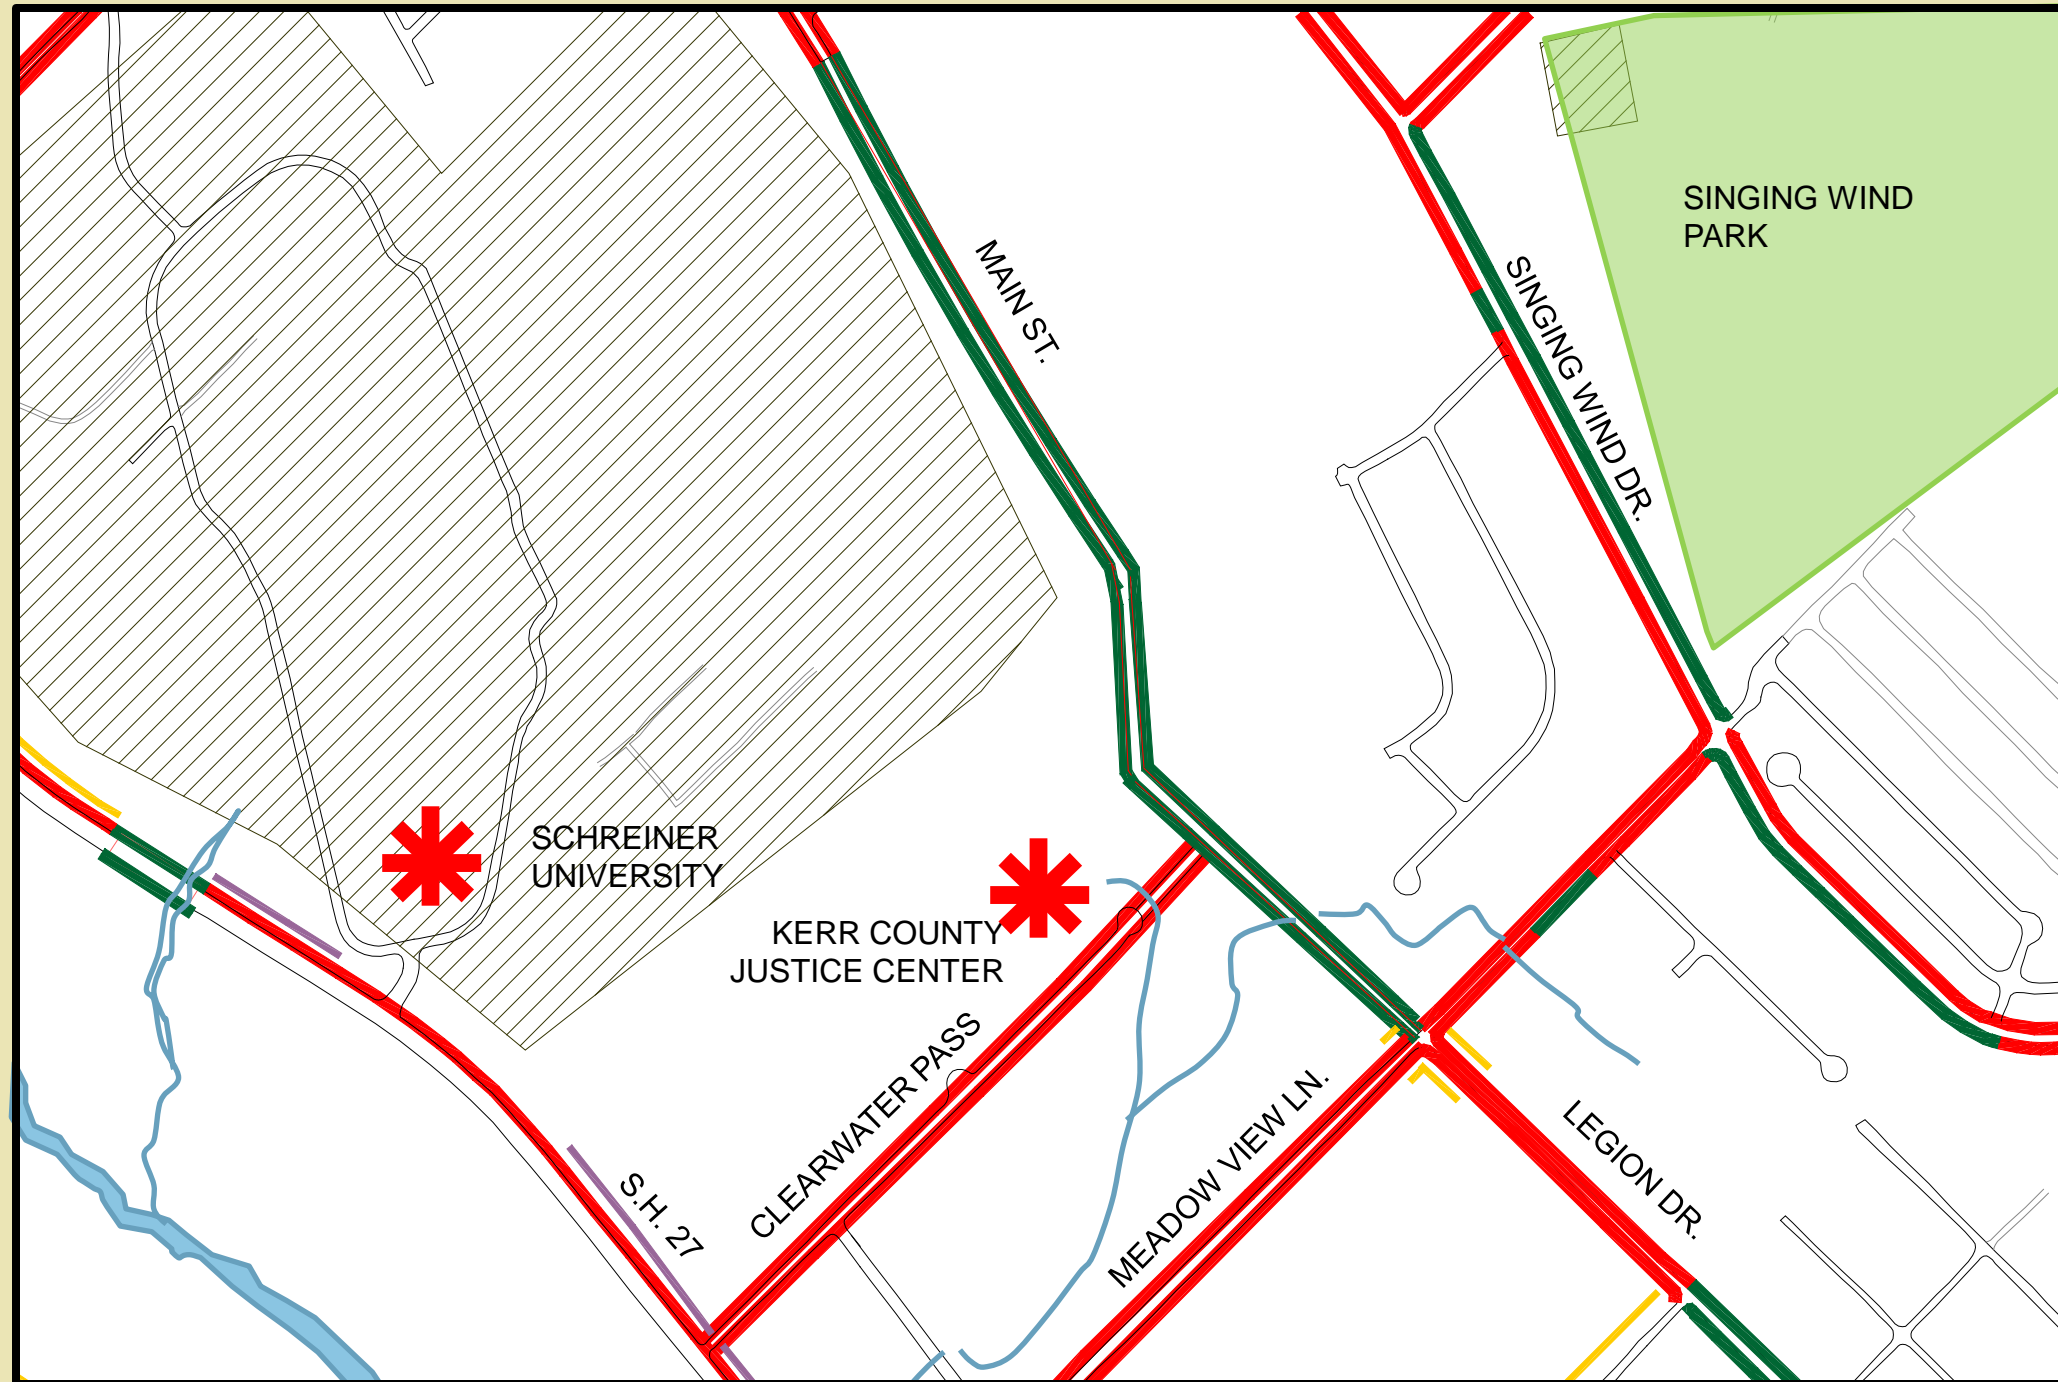 SINGING WIND
PARK
MAIN ST.
SINGING WIND DR.
SCHREINER
UNIVERSITY
KERR COUNTY
JUSTICE CENTER
CLEARWATER PASS
S.H. 27
MEADOW VIEW LN.
LEGION DR.